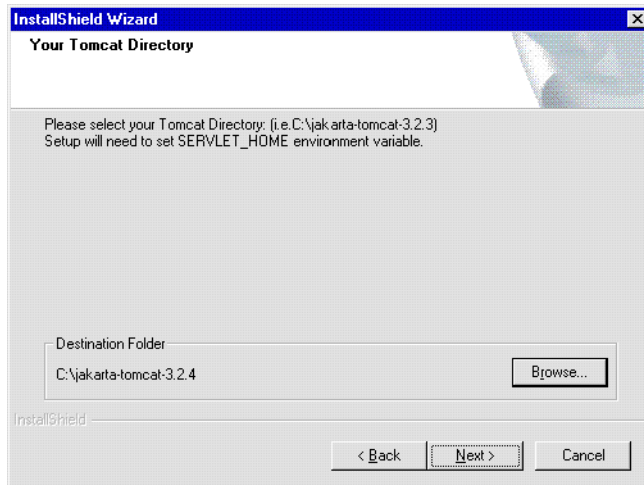 InstallShield Wizard
Your Tomcat Directory
Please select your Tomcat Directory: (i.e.C:\jakarta-tomcat-3.2.3)
Setup will need to set SERVLET_HOME environment variable.
Destination Folder
C:\jakarta-tomcat-3.2.4
Browse...
InstallShield
< Back
Next >
Cancel